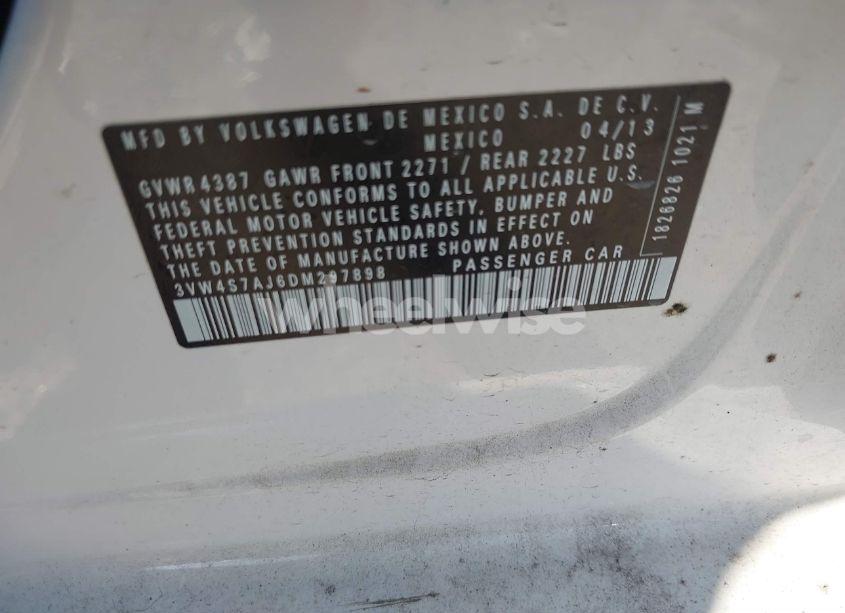 MFD BY VOLKSWAGEN DE MEXICO S.A. DE C.V.
MEXICO 04/13
GVWR 4387 GAWR FRONT 2271 / REAR 2227 LBS
THIS VEHICLE CONFORMS TO ALL APPLICABLE U.S.
FEDERAL MOTOR VEHICLE SAFETY, BUMPER AND
THEFT PREVENTION STANDARDS IN EFFECT ON
THE DATE OF MANUFACTURE SHOWN ABOVE.
3VW4S7AJ6DM297898 PASSENGER CAR
1826826 1021 M
wheelwise